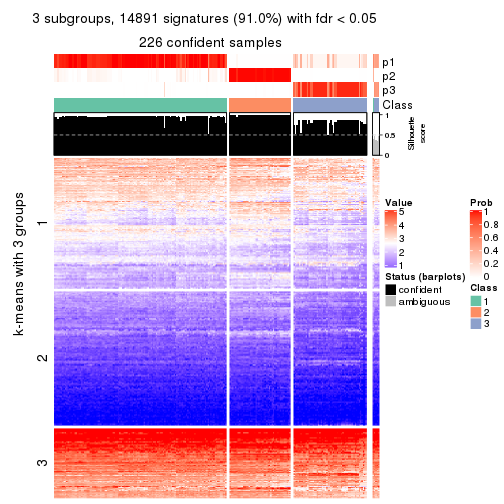 3 subgroups, 14891 signatures (91.0%) with fdr < 0.05
226 confident samples
p1
p2
p3
Class
1
0.5
0
Silhouette
score
k-means with 3 groups
1
2
3
Value
5
4
3
2
1
Status (barplots)
confident
ambiguous
Prob
1
0.8
0.6
0.4
0.2
0
Class
1
2
3